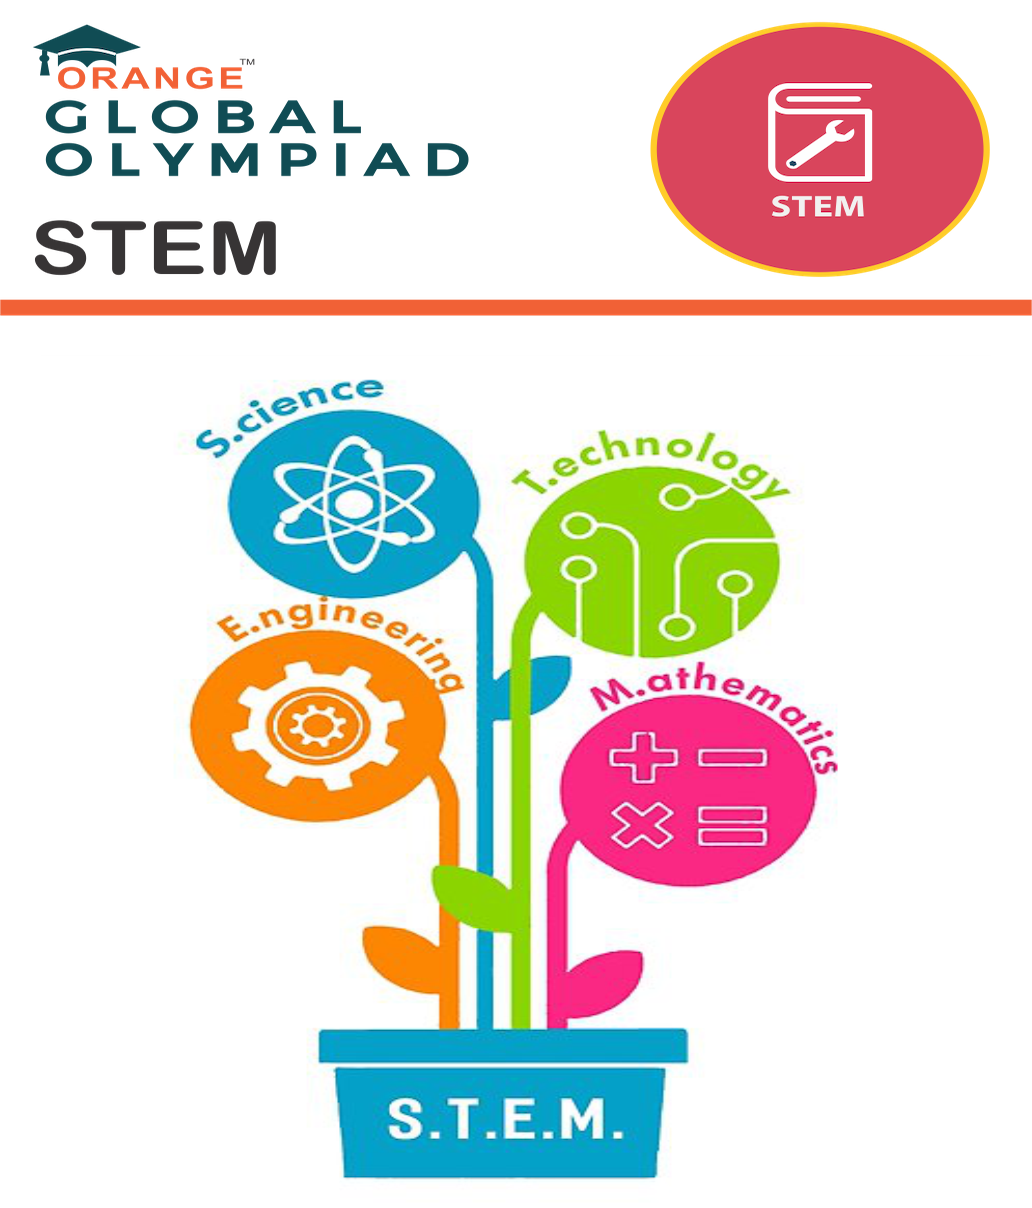 ORANGE™
GLOBAL
OLYMPIAD
STEM
STEM
S.cience
T.echnology
E.ngineering
M.athematics
S.T.E.M.